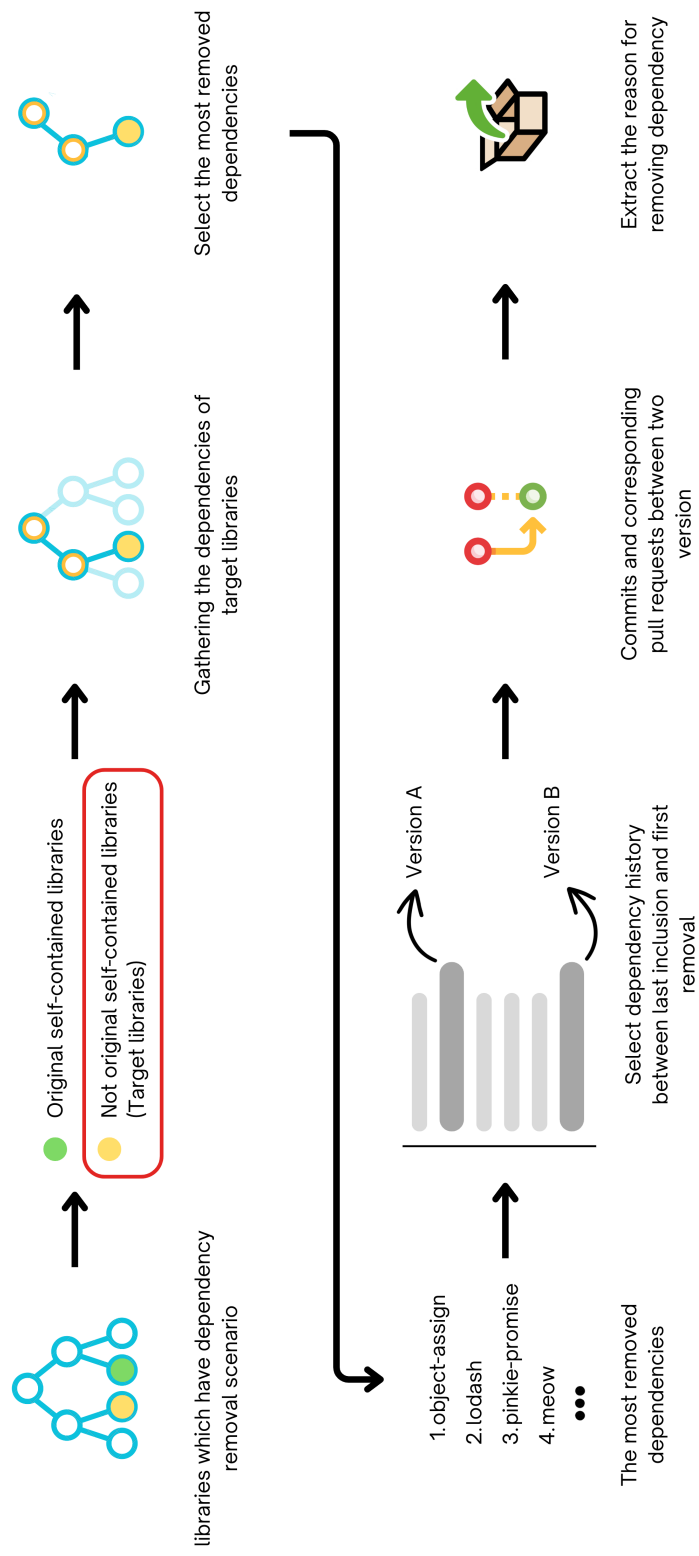 libraries which have dependency
removal scenario
Original self-contained libraries
Not original self-contained libraries
(Target libraries)
Gathering the dependencies of
target libraries
Select the most removed
dependencies
1.object-assign
2.lodash
3.pinkie-promise
4.meow
The most removed
dependencies
Version A
Version B
Select dependency history
between last inclusion and first
removal
Commits and corresponding
pull requests between two
version
Extract the reason for
removing dependency